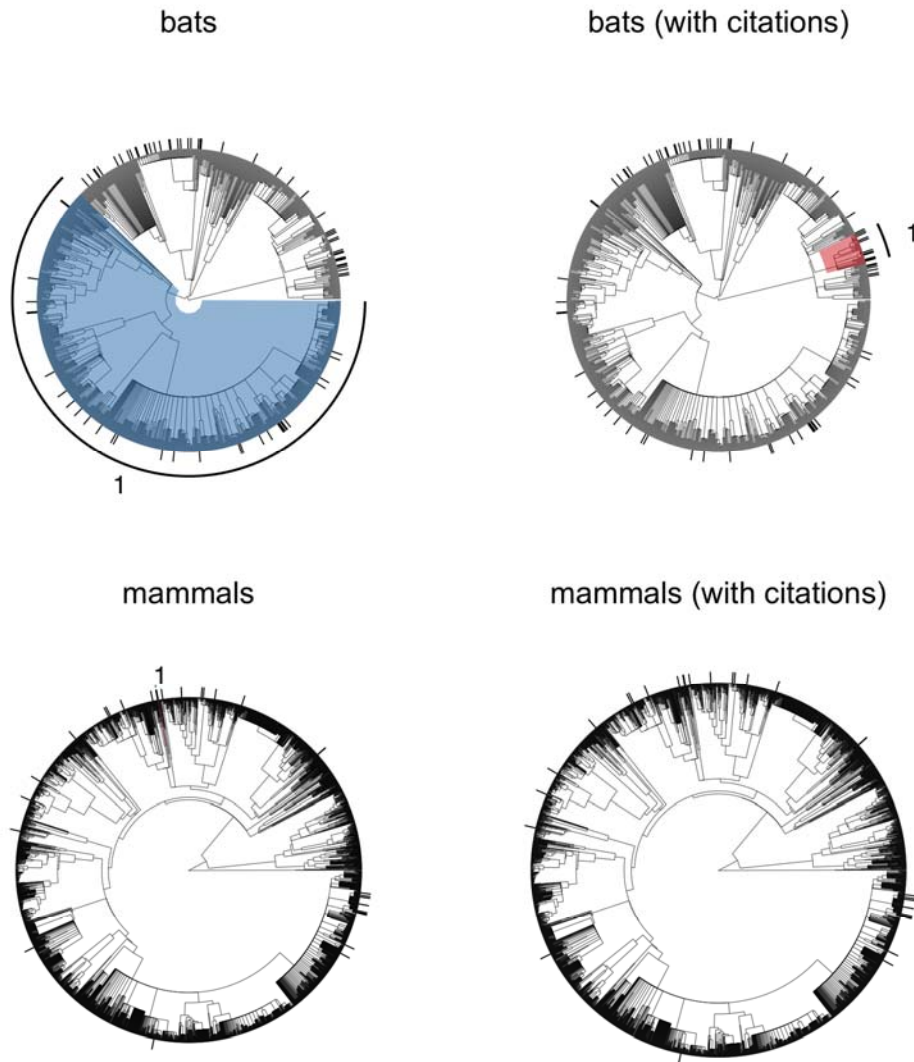 bats
bats (with citations)
1
1
mammals
mammals (with citations)
1